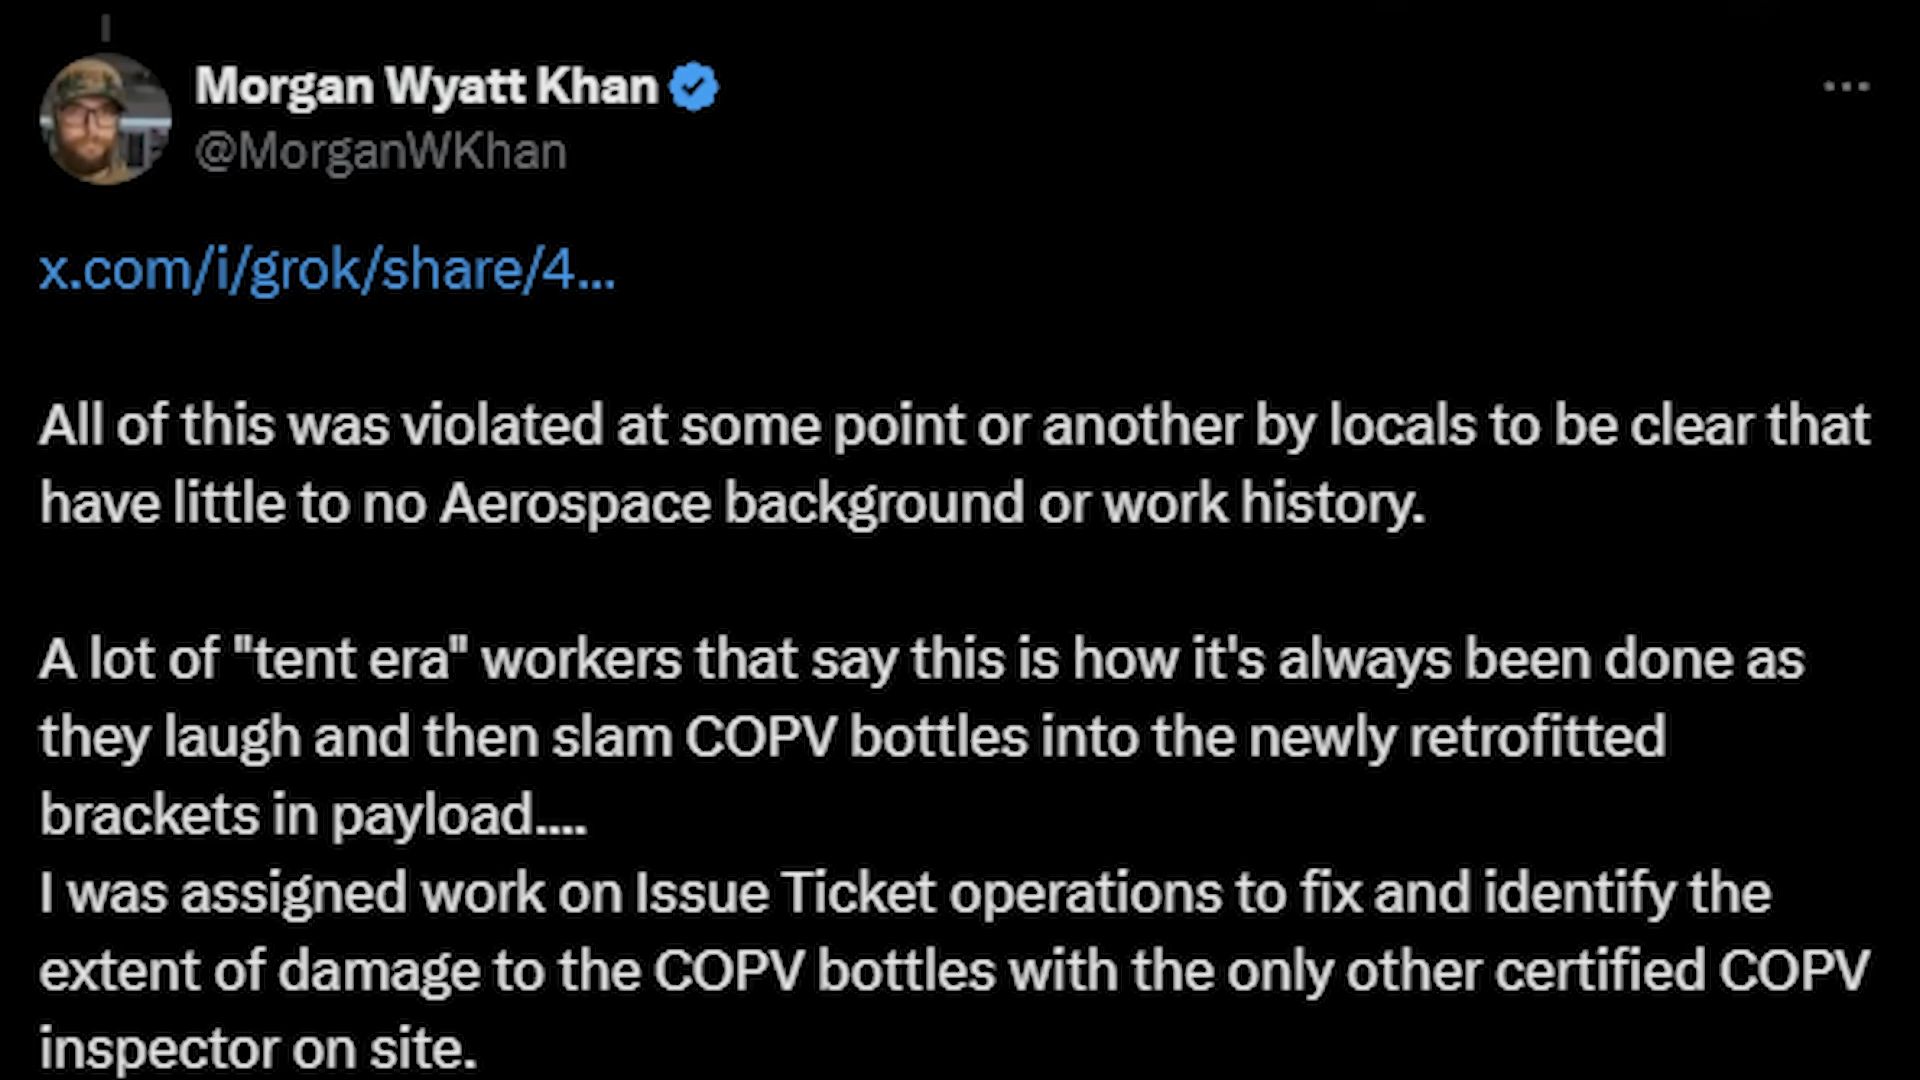 Morgan Wyatt Khan
@MorganWKhan
x.com/i/grok/share/4...
All of this was violated at some point or another by locals to be clear that
have little to no Aerospace background or work history.
A lot of "tent era" workers that say this is how it's always been done as
they laugh and then slam COPV bottles into the newly retrofitted
brackets in payload....
I was assigned work on Issue Ticket operations to fix and identify the
extent of damage to the COPV bottles with the only other certified COPV
inspector on site.